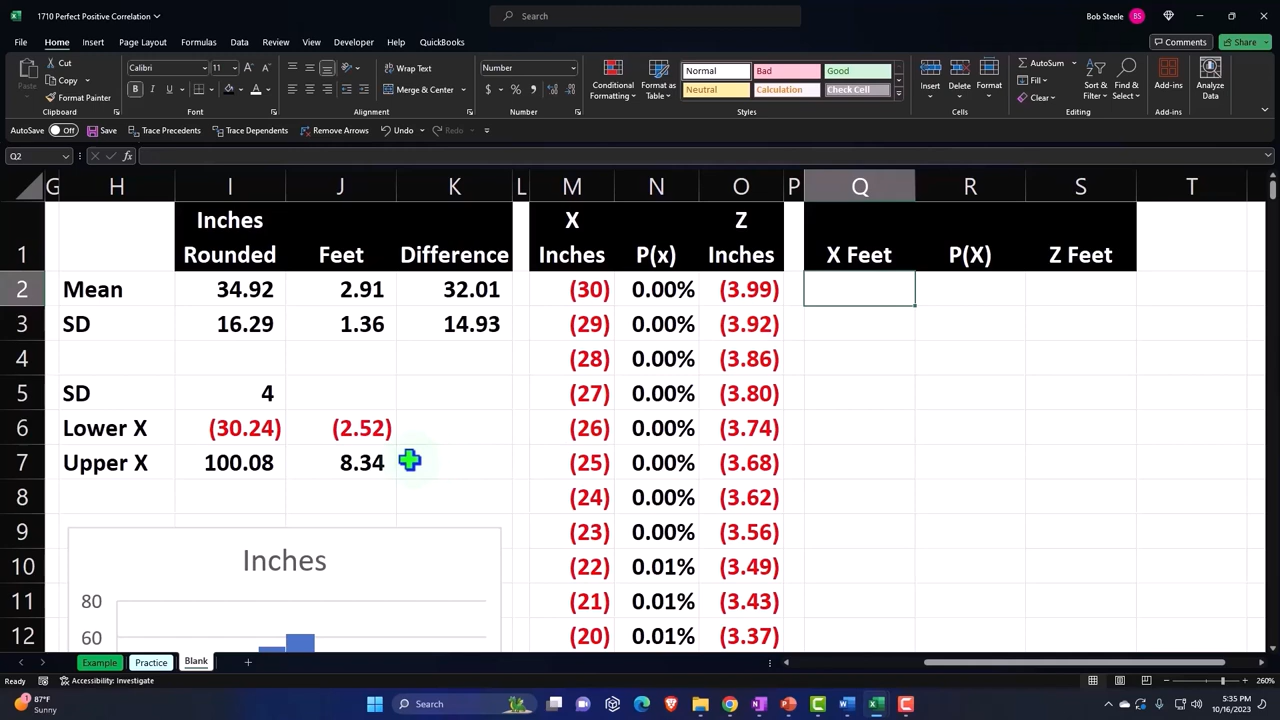 1710 Perfect Positive Correlation
Search
Bob Steele
BS
File
Home
Insert
Page Layout
Formulas
Data
Review
View
Developer
Help
QuickBooks
Comments
Share
Paste
Cut
Copy
Format Painter
Clipboard
Calibri
11
B
I
U
Font
Wrap Text
Merge & Center
Alignment
Number
$
%
Number
Conditional
Formatting
Format as
Table
Normal
Bad
Good
Neutral
Calculation
Check Cell
Styles
Insert
Delete
Format
Cells
AutoSum
Fill
Clear
Sort &
Filter
Find &
Select
Editing
Add-ins
Add-ins
Analyze
Data
AutoSave
Off
Save
Trace Precedents
Trace Dependents
Remove Arrows
Undo
Redo
Q2
fx
G H I J K L M N O P Q R S T
Inches X Z
1 Rounded Feet Difference Inches P(x) Inches X Feet P(X) Z Feet
2 Mean 34.92 2.91 32.01 (30) 0.00% (3.99)
3 SD 16.29 1.36 14.93 (29) 0.00% (3.92)
4 (28) 0.00% (3.86)
5 SD 4 (27) 0.00% (3.80)
6 Lower X (30.24) (2.52) (26) 0.00% (3.74)
7 Upper X 100.08 8.34 (25) 0.00% (3.68)
8 (24) 0.00% (3.62)
9 (23) 0.00% (3.56)
10 (22) 0.01% (3.49)
11 (21) 0.01% (3.43)
12 (20) 0.01% (3.37)
Inches
80
60
Example
Practice
Blank
Ready
Accessibility: Investigate
260%
87°F
Sunny
Search
5:35 PM
10/16/2023